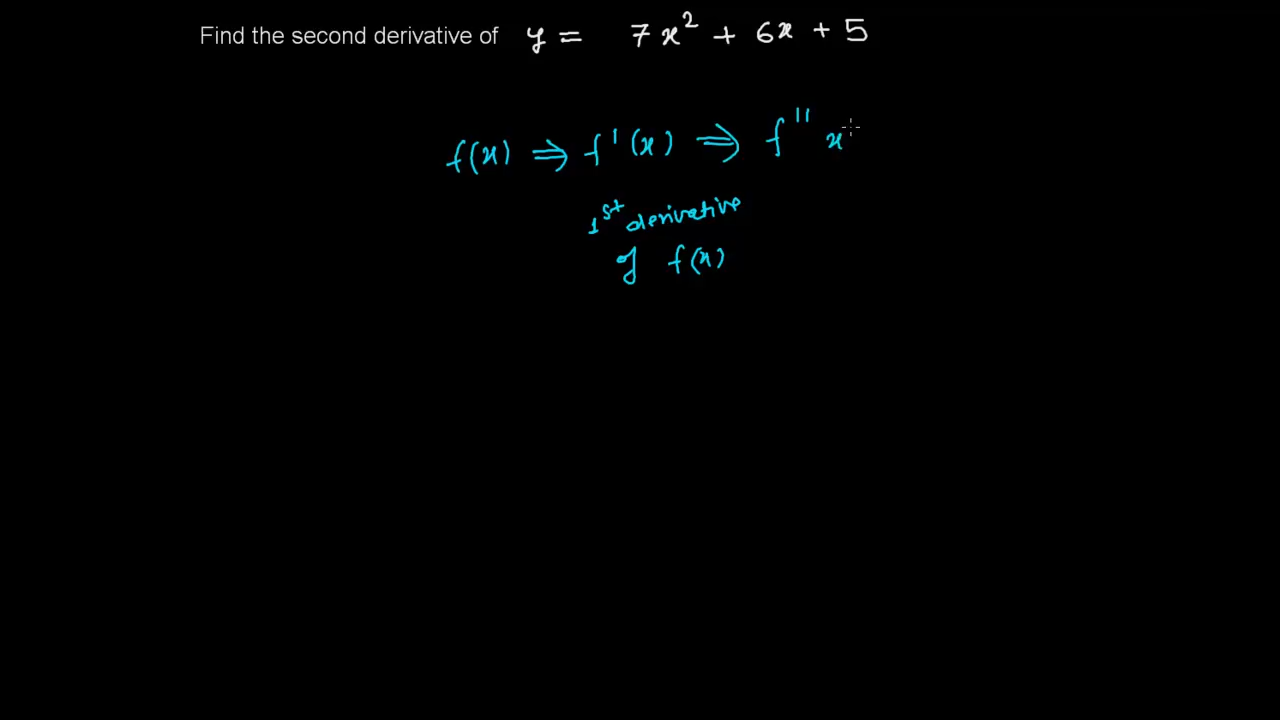 Find the second derivative of y = 7x² + 6x + 5
f(x) ⇒ f'(x) ⇒ f'' x
1st derivative
of f(x)